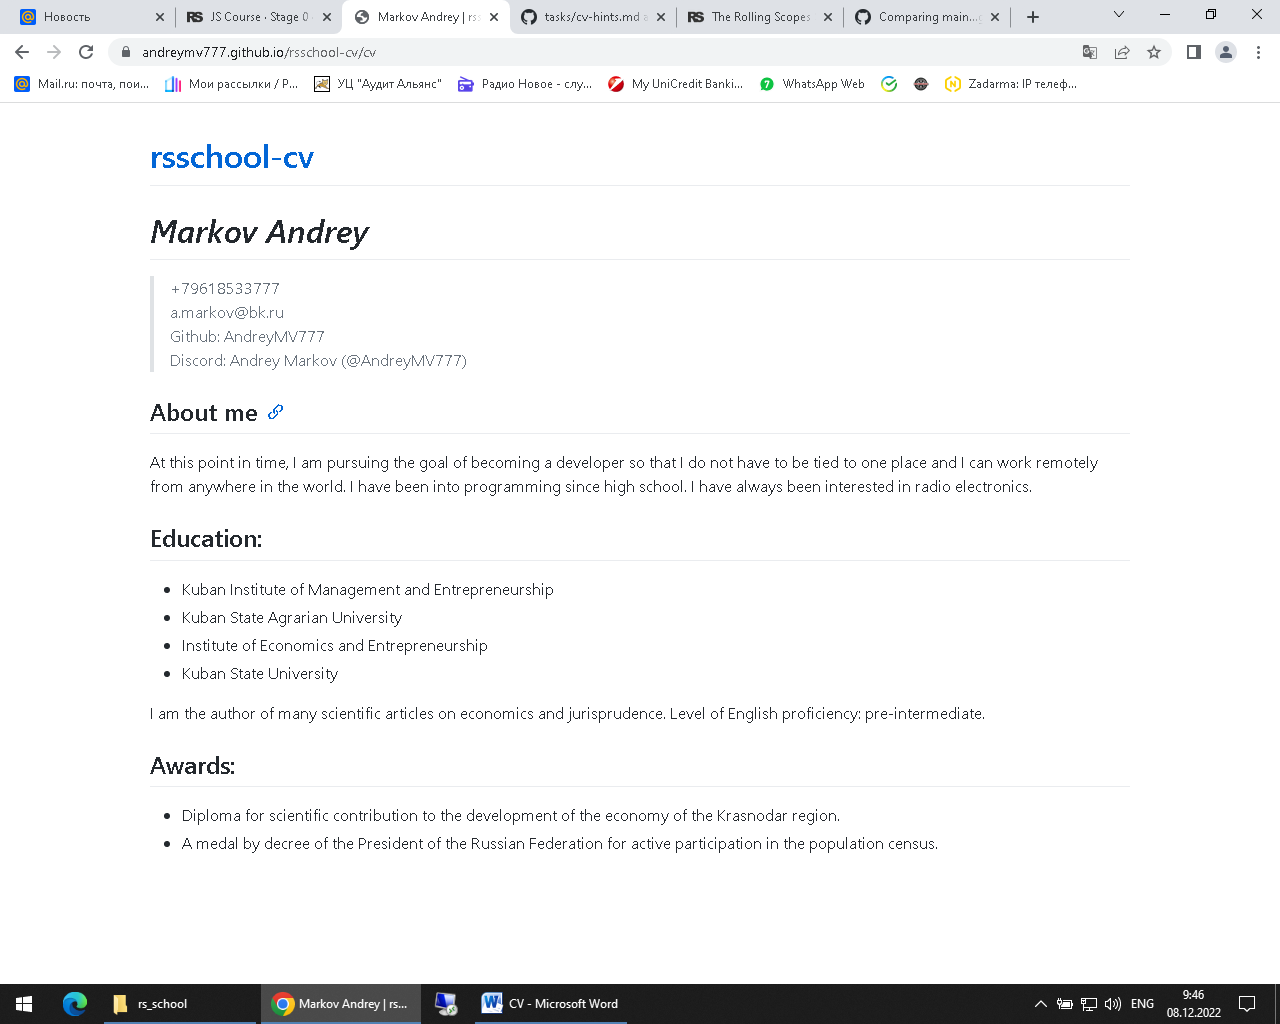 Новость
RS JS Course · Stage 0
Markov Andrey | rss
tasks/cv-hints.md a
RS The Rolling Scopes
Comparing main...g
andreymv777.github.io/rsschool-cv/cv
Mail.ru: почта, пои...
Мои рассылки / Р...
УЦ "Аудит Альянс"
Радио Новое - слу...
My UniCredit Banki...
WhatsApp Web
Zadarma: IP телеф...
rsschool-cv
Markov Andrey
+79618533777
a.markov@bk.ru
Github: AndreyMV777
Discord: Andrey Markov (@AndreyMV777)
About me
At this point in time, I am pursuing the goal of becoming a developer so that I do not have to be tied to one place and I can work remotely
from anywhere in the world. I have been into programming since high school. I have always been interested in radio electronics.
Education:
Kuban Institute of Management and Entrepreneurship
Kuban State Agrarian University
Institute of Economics and Entrepreneurship
Kuban State University
I am the author of many scientific articles on economics and jurisprudence. Level of English proficiency: pre-intermediate.
Awards:
Diploma for scientific contribution to the development of the economy of the Krasnodar region.
A medal by decree of the President of the Russian Federation for active participation in the population census.
rs_school
Markov Andrey | rs...
CV - Microsoft Word
ENG
9:46
08.12.2022